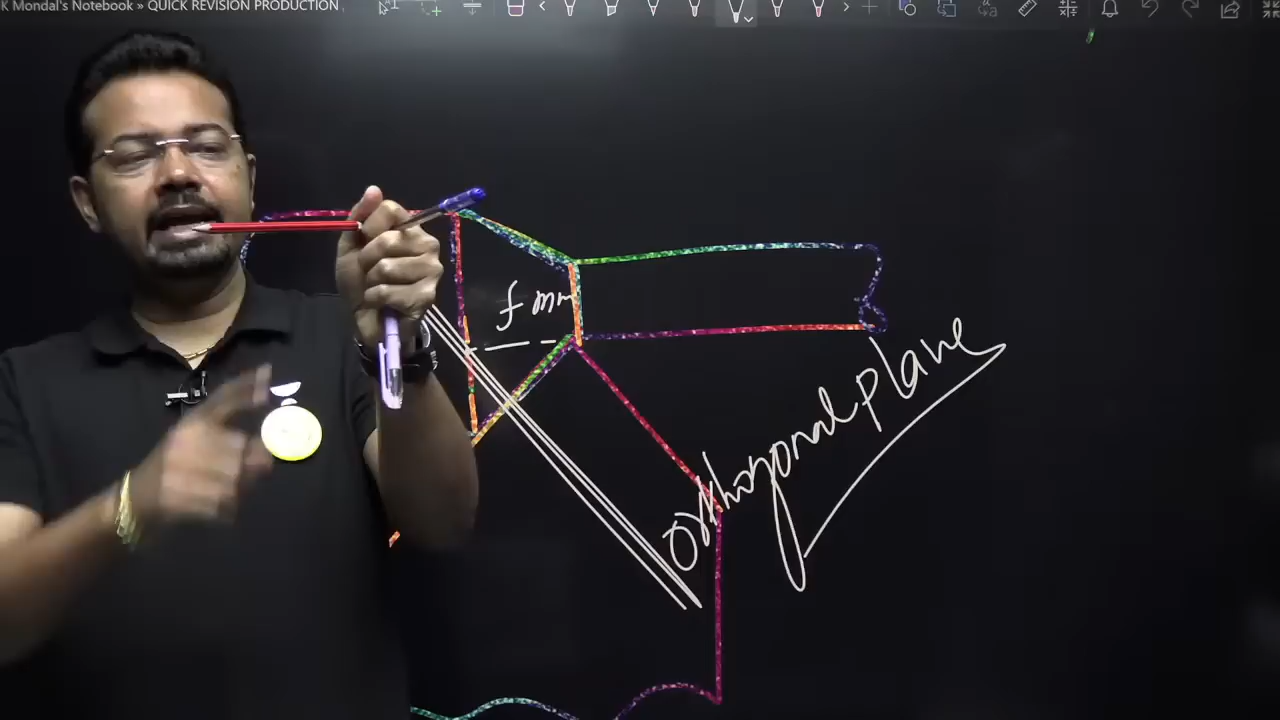 K Mondal's Notebook » QUICK REVISION PRODUCTION
f mm
orthogonal plane